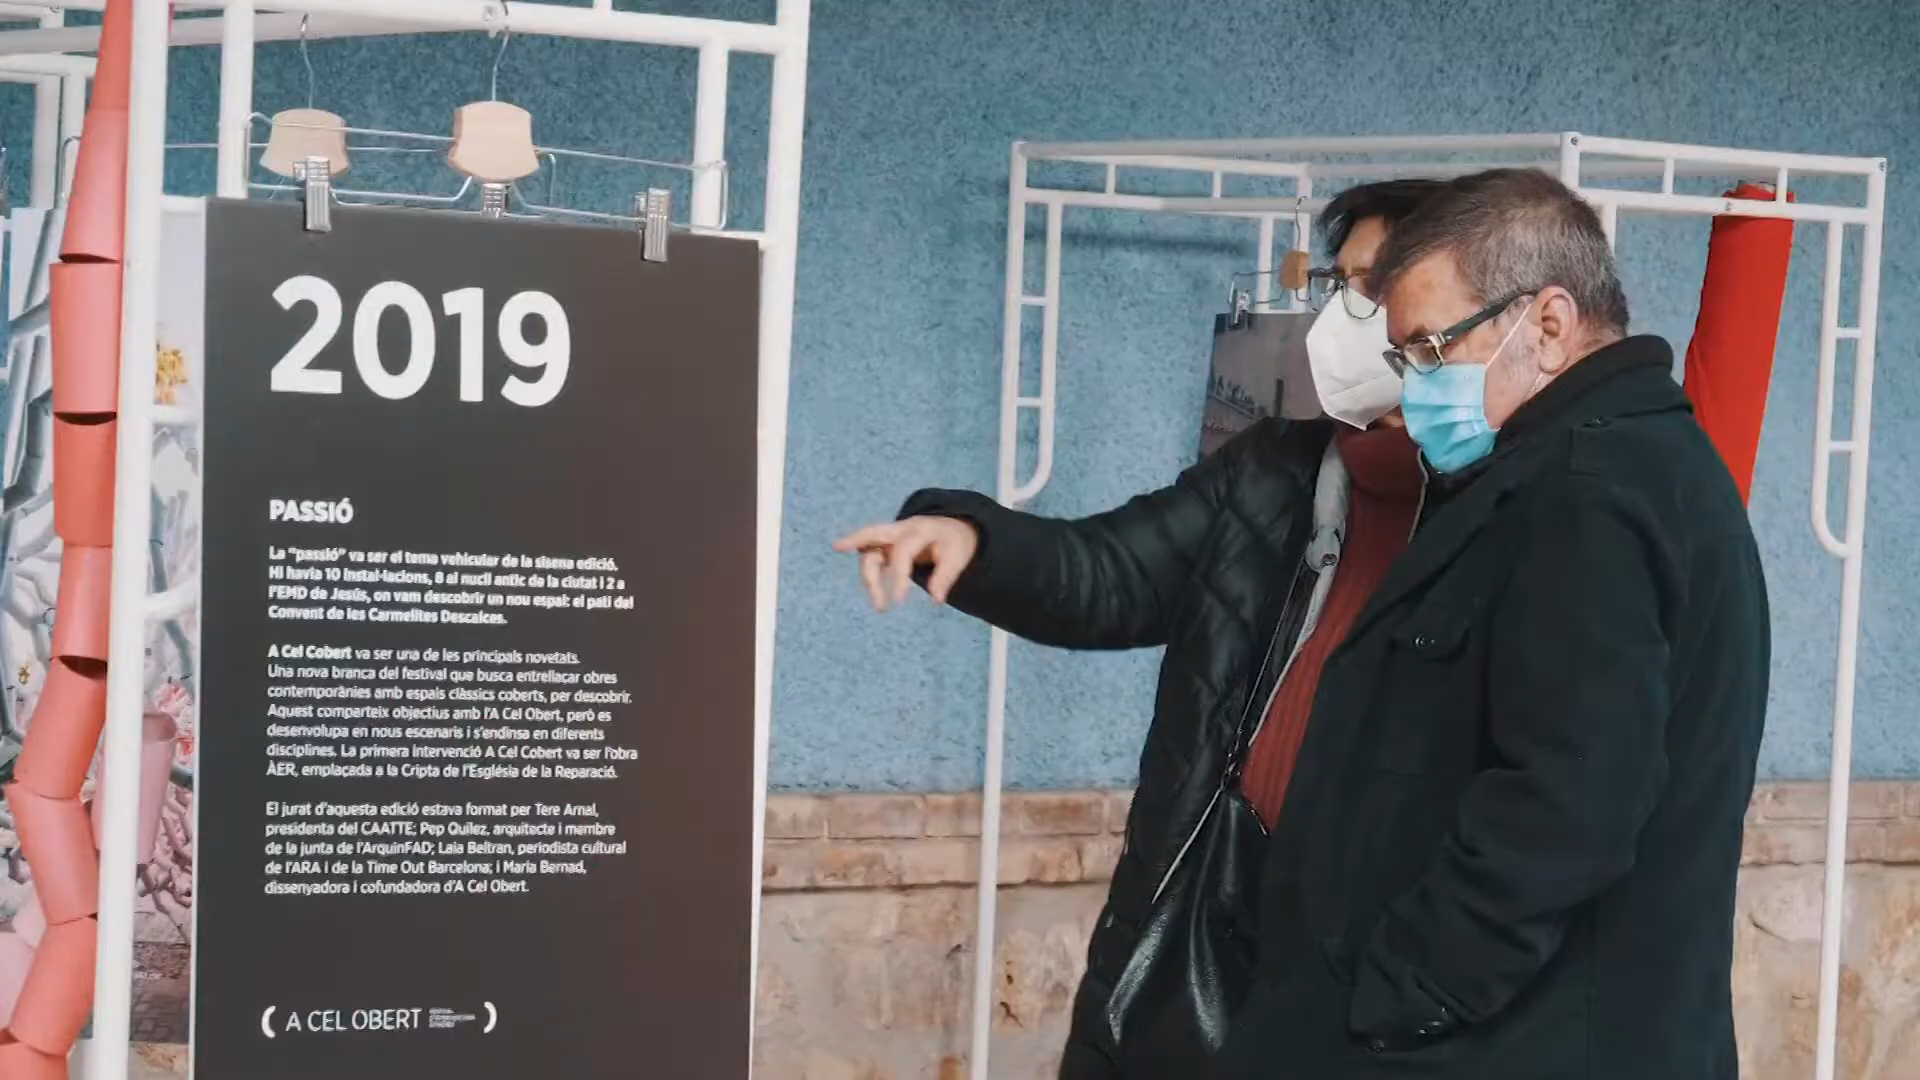 2019
PASSIÓ
La "passió" va ser el tema vehicular de la sisena edició.
Hi havia 10 instal·lacions, 8 al nucli antic de la ciutat i 2 a
l'EMD de Jesús, on vam descobrir un nou espai: el pati del
Convent de les Carmelites Descalces.
A Cel Cobert va ser una de les principals novetats.
Una nova branca del festival que busca entrellaçar obres
contemporànies amb espais clàssics coberts, per descobrir.
Aquest comparteix objectius amb l'A Cel Obert, però es
desenvolupa en nous escenaris i s'endinsa en diferents
disciplines. La primera intervenció A Cel Cobert va ser l'obra
ÀER, emplaçada a la Cripta de l'Església de la Reparació.
El jurat d'aquesta edició estava format per Tere Arnal,
presidenta del CAATTE; Pep Quílez, arquitecte i membre
de la junta de l'ArquinFAD; Laia Beltran, periodista cultural
de l'ARA i de la Time Out Barcelona; i Maria Bernad,
dissenyadora i cofundadora d'A Cel Obert.
( A CEL OBERT )